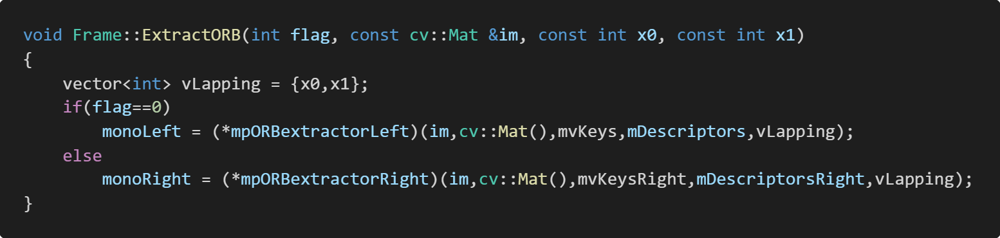 void Frame::ExtractORB(int flag, const cv::Mat &im, const int x0, const int x1)
{
    vector<int> vLapping = {x0,x1};
    if(flag==0)
        monoLeft = (*mpORBextractorLeft)(im,cv::Mat(),mvKeys,mDescriptors,vLapping);
    else
        monoRight = (*mpORBextractorRight)(im,cv::Mat(),mvKeysRight,mDescriptorsRight,vLapping);
}